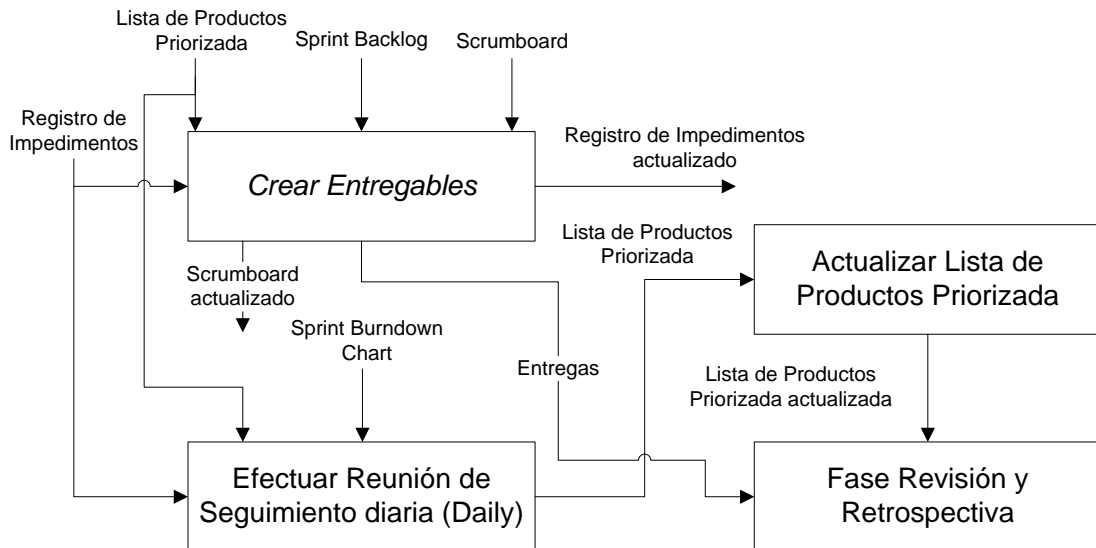 Lista de Productos
Priorizada
Sprint Backlog
Scrumboard
Registro de
Impedimentos
Registro de Impedimentos
actualizado
Crear Entregables
Lista de Productos
Priorizada
Actualizar Lista de
Productos Priorizada
Scrumboard
actualizado
Sprint Burndown
Chart
Entregas
Lista de Productos
Priorizada actualizada
Efectuar Reunión de
Seguimiento diaria (Daily)
Fase Revisión y
Retrospectiva